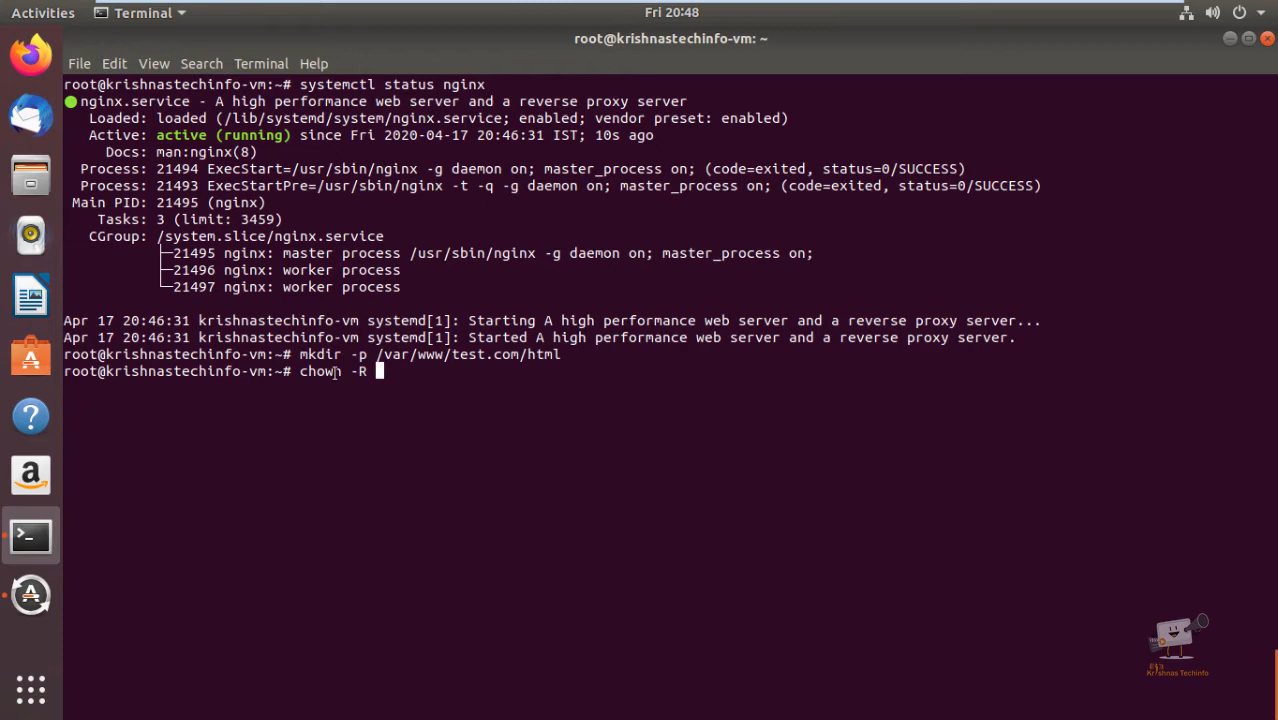 Activities Terminal Fri 20:48
root@krishnastechinfo-vm: ~
File Edit View Search Terminal Help
root@krishnastechinfo-vm:~# systemctl status nginx
nginx.service - A high performance web server and a reverse proxy server
Loaded: loaded (/lib/systemd/system/nginx.service; enabled; vendor preset: enabled)
Active: active (running) since Fri 2020-04-17 20:46:31 IST; 10s ago
Docs: man:nginx(8)
Process: 21494 ExecStart=/usr/sbin/nginx -g daemon on; master_process on; (code=exited, status=0/SUCCESS)
Process: 21493 ExecStartPre=/usr/sbin/nginx -t -q -g daemon on; master_process on; (code=exited, status=0/SUCCESS)
Main PID: 21495 (nginx)
Tasks: 3 (limit: 3459)
CGroup: /system.slice/nginx.service
├─21495 nginx: master process /usr/sbin/nginx -g daemon on; master_process on;
├─21496 nginx: worker process
└─21497 nginx: worker process
Apr 17 20:46:31 krishnastechinfo-vm systemd[1]: Starting A high performance web server and a reverse proxy server...
Apr 17 20:46:31 krishnastechinfo-vm systemd[1]: Started A high performance web server and a reverse proxy server.
root@krishnastechinfo-vm:~# mkdir -p /var/www/test.com/html
root@krishnastechinfo-vm:~# chown -R
Krishnas Techinfo